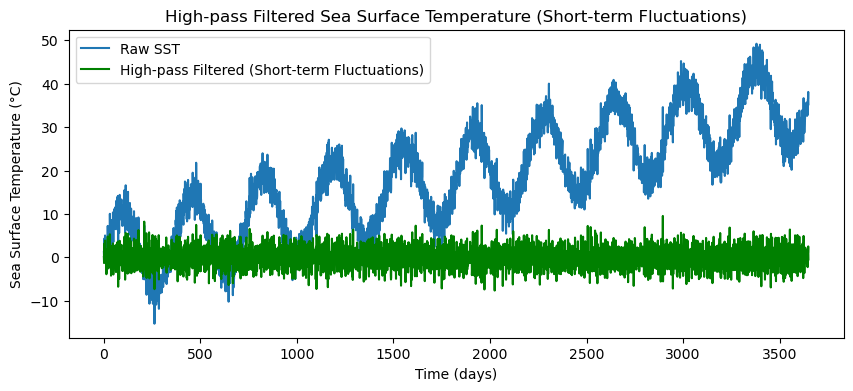 High-pass Filtered Sea Surface Temperature (Short-term Fluctuations)
Raw SST
High-pass Filtered (Short-term Fluctuations)
Sea Surface Temperature (°C)
50
40
30
20
10
0
−10
0 500 1000 1500 2000 2500 3000 3500
Time (days)